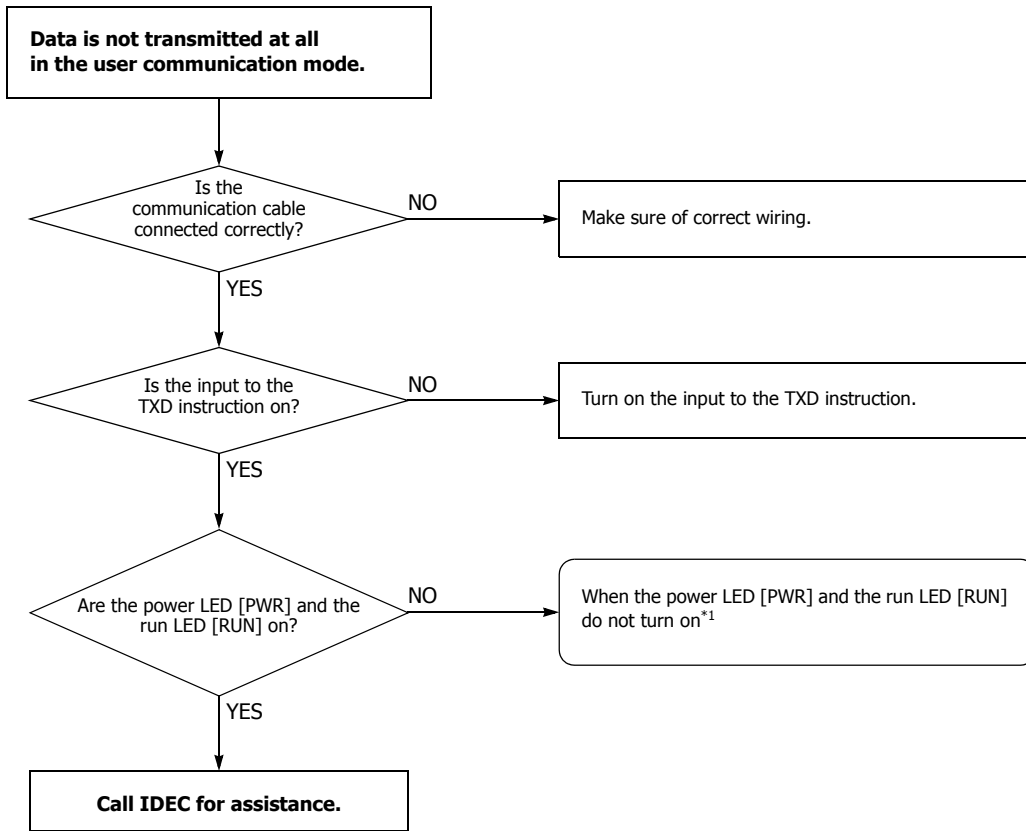 Data is not transmitted at all
in the user communication mode.
Is the
communication cable
connected correctly?
NO
Make sure of correct wiring.
YES
Is the input to the
TXD instruction on?
NO
Turn on the input to the TXD instruction.
YES
Are the power LED [PWR] and the
run LED [RUN] on?
NO
When the power LED [PWR] and the run LED [RUN]
do not turn on*1
YES
Call IDEC for assistance.